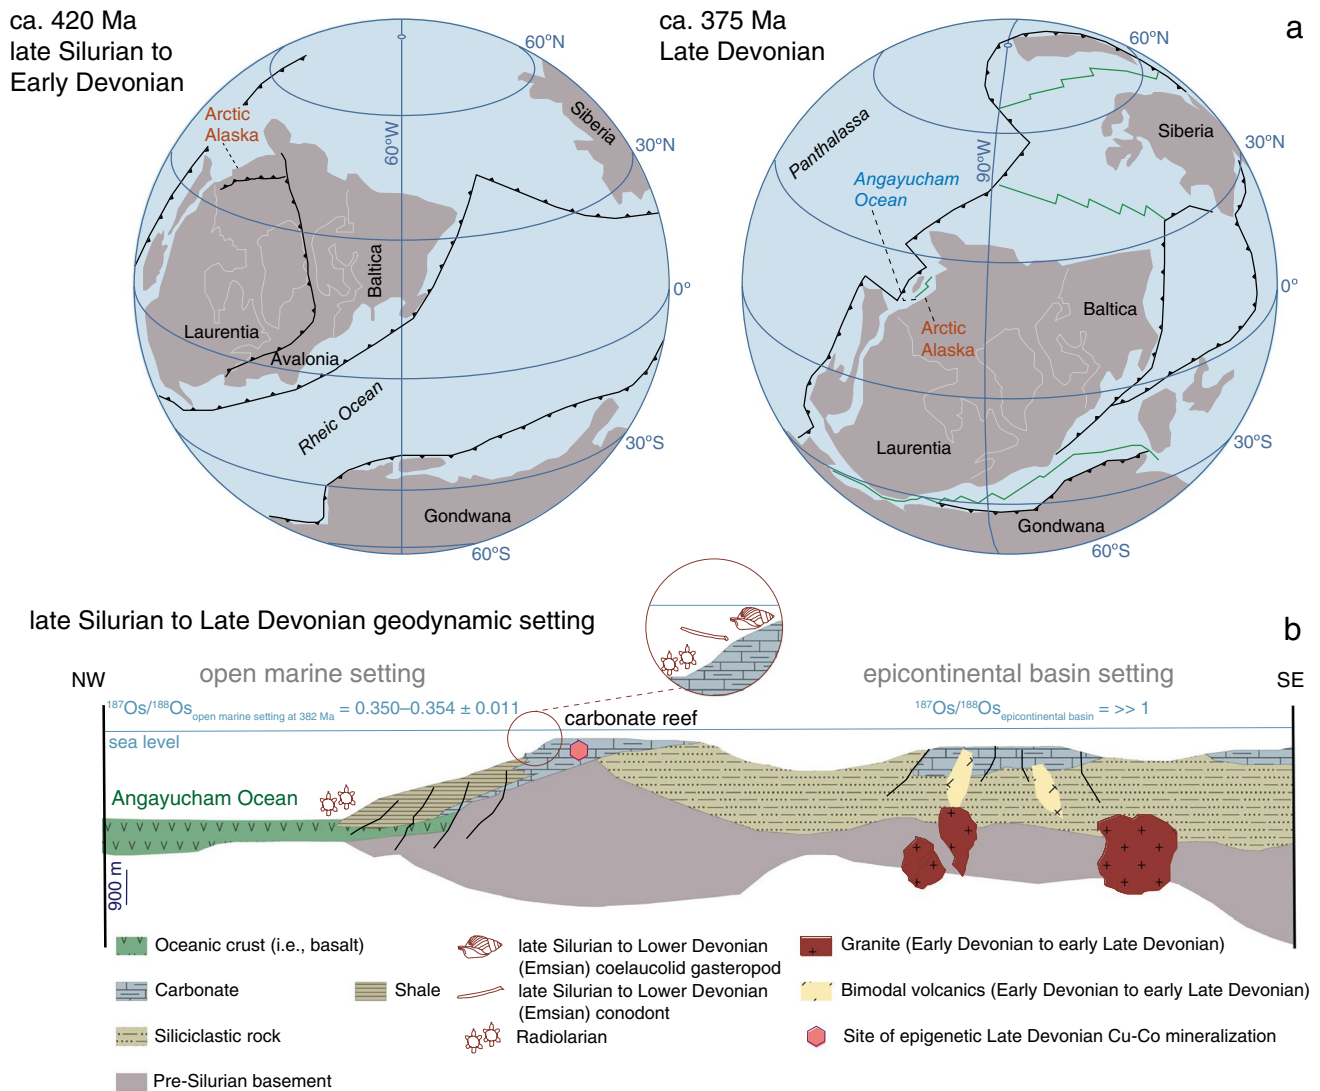 ca. 420 Ma
late Silurian to
Early Devonian
ca. 375 Ma
Late Devonian
a
60°N
30°N
0°
30°S
60°S
60°W
Arctic
Alaska
Siberia
Baltica
Laurentia
Avalonia
Rheic Ocean
Gondwana
60°N
30°N
0°
30°S
60°S
90°W
Panthalassa
Angayucham
Ocean
Siberia
Baltica
Arctic
Alaska
Laurentia
Gondwana
late Silurian to Late Devonian geodynamic setting
b
NW
open marine setting
epicontinental basin setting
SE
187Os/188Os open marine setting at 382 Ma = 0.350–0.354 ± 0.011
carbonate reef
187Os/188Os epicontinental basin = >> 1
sea level
Angayucham Ocean
900 m
Oceanic crust (i.e., basalt)
Carbonate
Shale
Siliciclastic rock
Pre-Silurian basement
late Silurian to Lower Devonian
(Emsian) coelaucolid gasteropod
late Silurian to Lower Devonian
(Emsian) conodont
Radiolarian
Granite (Early Devonian to early Late Devonian)
Bimodal volcanics (Early Devonian to early Late Devonian)
Site of epigenetic Late Devonian Cu-Co mineralization